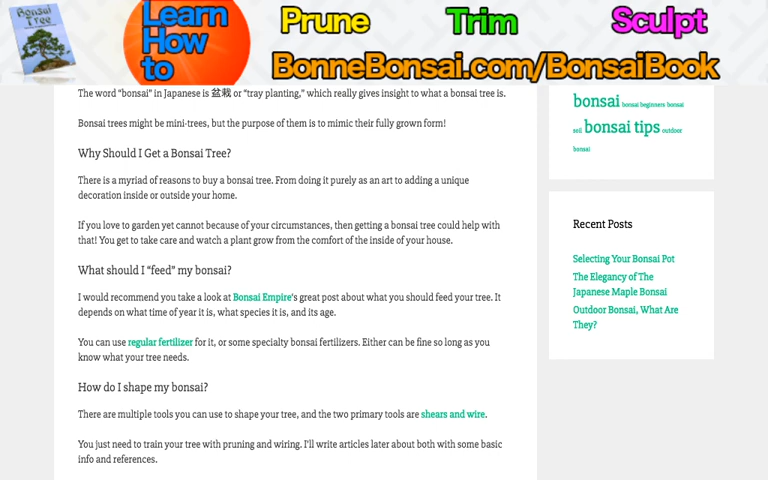 Bonsai
Tree
Learn
How
to
Prune
Trim
Sculpt
BonneBonsai.com/BonsaiBook
The word “bonsai” in Japanese is 盆栽 or “tray planting,” which really gives insight to what a bonsai tree is.
Bonsai trees might be mini-trees, but the purpose of them is to mimic their fully grown form!
Why Should I Get a Bonsai Tree?
There is a myriad of reasons to buy a bonsai tree. From doing it purely as an art to adding a unique
decoration inside or outside your home.
If you love to garden yet cannot because of your circumstances, then getting a bonsai tree could help with
that! You get to take care and watch a plant grow from the comfort of the inside of your house.
What should I “feed” my bonsai?
I would recommend you take a look at Bonsai Empire's great post about what you should feed your tree. It
depends on what time of year it is, what species it is, and its age.
You can use regular fertilizer for it, or some specialty bonsai fertilizers. Either can be fine so long as you
know what your tree needs.
How do I shape my bonsai?
There are multiple tools you can use to shape your tree, and the two primary tools are shears and wire.
You just need to train your tree with pruning and wiring. I'll write articles later about both with some basic
info and references.
bonsai bonsai beginners bonsai
soil bonsai tips outdoor
bonsai
Recent Posts
Selecting Your Bonsai Pot
The Elegancy of The
Japanese Maple Bonsai
Outdoor Bonsai, What Are
They?